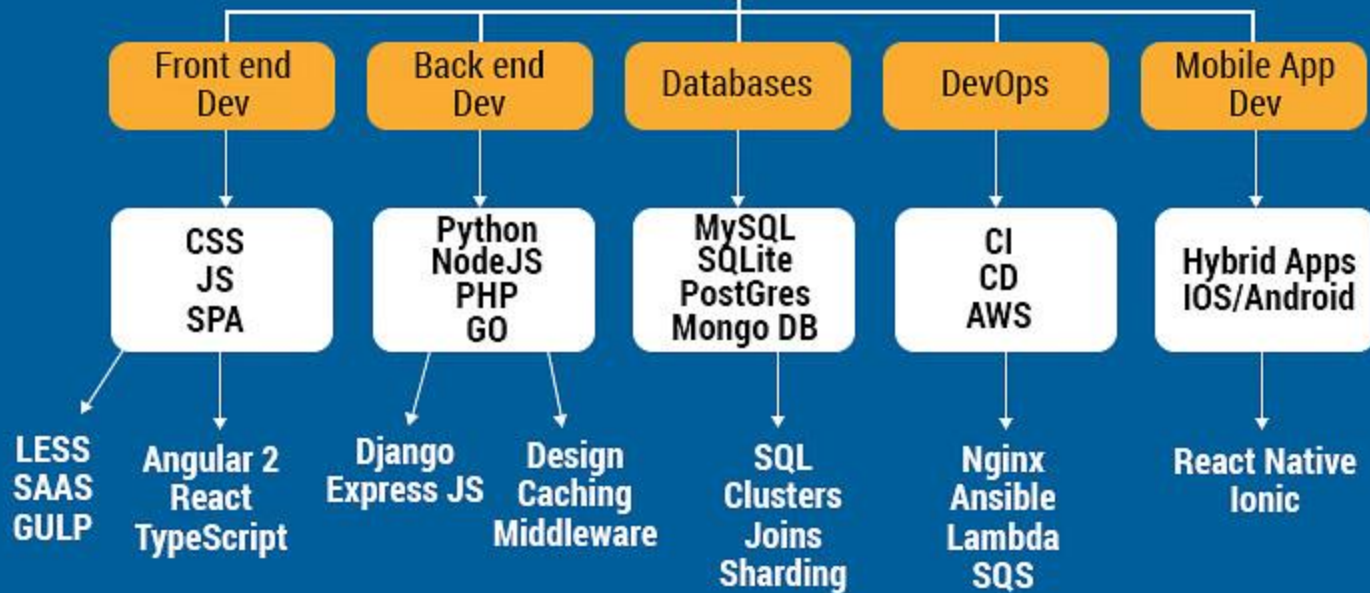 Front end
Dev
Back end
Dev
Databases
DevOps
Mobile App
Dev
CSS
JS
SPA
Python
NodeJS
PHP
GO
MySQL
SQLite
PostGres
Mongo DB
CI
CD
AWS
Hybrid Apps
IOS/Android
LESS
SAAS
GULP
Angular 2
React
TypeScript
Django
Express JS
Design
Caching
Middleware
SQL
Clusters
Joins
Sharding
Nginx
Ansible
Lambda
SQS
React Native
Ionic